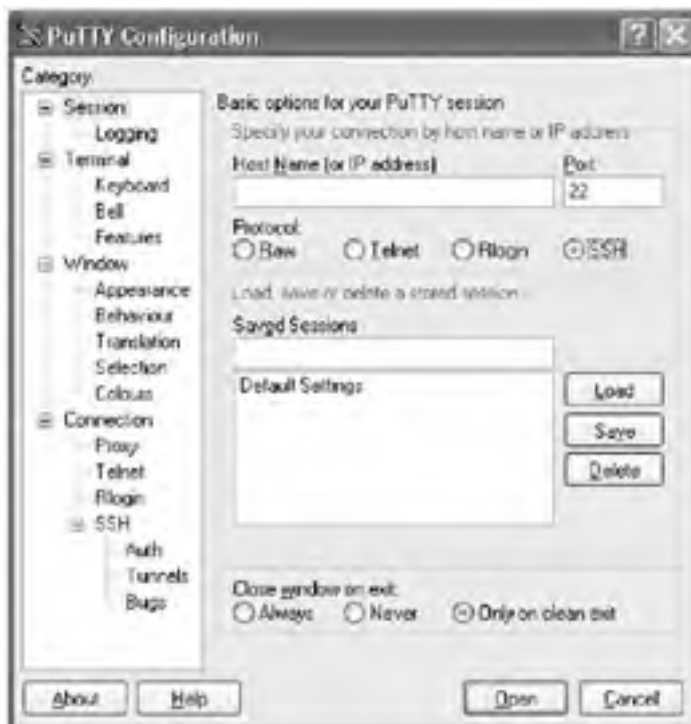 PuTTY Configuration
Category:
Session
Logging
Terminal
Keyboard
Bell
Features
Window
Appearance
Behaviour
Translation
Selection
Colours
Connection
Proxy
Telnet
Rlogin
SSH
Auth
Tunnels
Bugs
Basic options for your PuTTY session
Specify your connection by host name or IP address
Host Name (or IP address)
Port
22
Protocol:
Raw Telnet Rlogin SSH
Load, save or delete a stored session
Saved Sessions
Default Settings
Load
Save
Delete
Close window on exit:
Always Never Only on clean exit
About Help Open Cancel